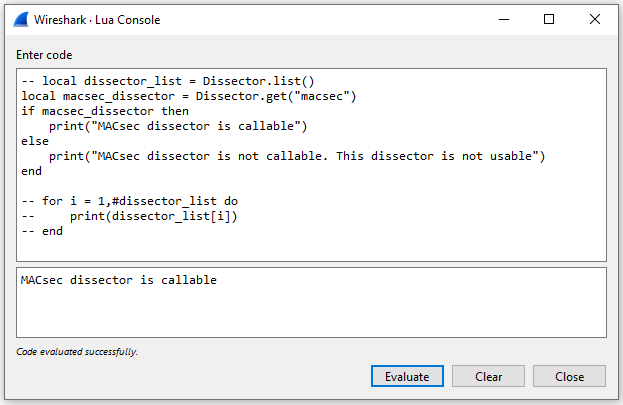 Wireshark · Lua Console
Enter code
-- local dissector_list = Dissector.list()
local macsec_dissector = Dissector.get("macsec")
if macsec_dissector then
    print("MACsec dissector is callable")
else
    print("MACsec dissector is not callable. This dissector is not usable")
end

-- for i = 1,#dissector_list do
--     print(dissector_list[i])
-- end
MACsec dissector is callable
Code evaluated successfully.
Evaluate
Clear
Close